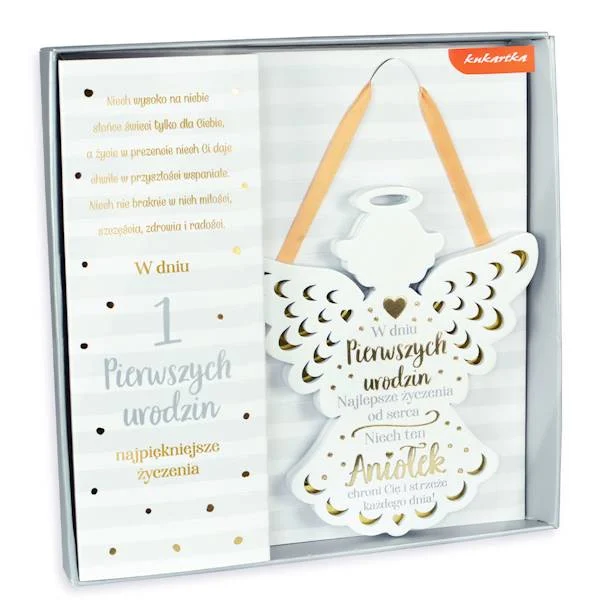 kukartka
Niech wysoko na niebie
słońce świeci tylko dla Ciebie,
a życie w prezencie niech Ci daje
chwile w przyszłości wspaniałe.
Niech nie braknie w nich miłości,
szczęścia, zdrowia i radości.
W dniu
1
Pierwszych
urodzin
najpiękniejsze
życzenia
W dniu
Pierwszych
urodzin
Najlepsze życzenia
od serca
Niech ten
Aniołek
chroni Cię i strzeże
każdego dnia!